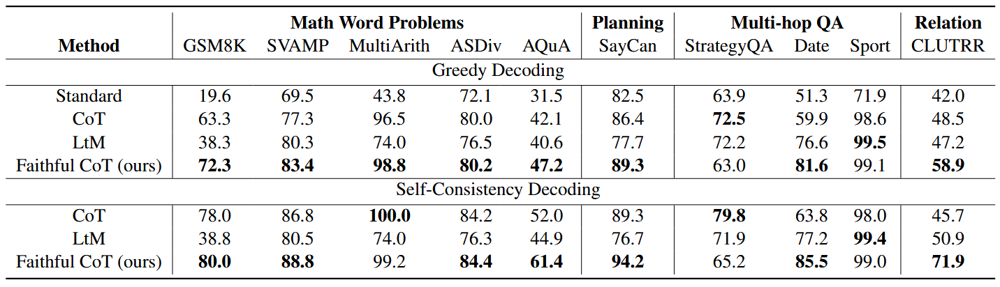 Math Word Problems Planning Multi-hop QA Relation
Method GSM8K SVAMP MultiArith ASDiv AQuA SayCan StrategyQA Date Sport CLUTRR
Greedy Decoding
Standard 19.6 69.5 43.8 72.1 31.5 82.5 63.9 51.3 71.9 42.0
CoT 63.3 77.3 96.5 80.0 42.1 86.4 72.5 59.9 98.6 48.5
LtM 38.3 80.3 74.0 76.5 40.6 77.7 72.2 76.6 99.5 47.2
Faithful CoT (ours) 72.3 83.4 98.8 80.2 47.2 89.3 63.0 81.6 99.1 58.9
Self-Consistency Decoding
CoT 78.0 86.8 100.0 84.2 52.0 89.3 79.8 63.8 98.0 45.7
LtM 38.8 80.5 74.0 76.3 44.9 76.7 71.9 77.2 99.4 50.9
Faithful CoT (ours) 80.0 88.8 99.2 84.4 61.4 94.2 65.2 85.5 99.0 71.9